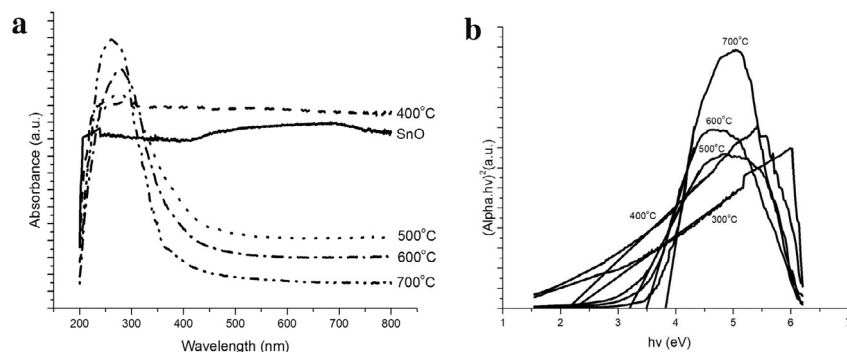 a
Absorbance (a.u.)
400°C
SnO
500°C
600°C
700°C
200 300 400 500 600 700 800
Wavelength (nm)
b
(Alpha.hν)²(a.u.)
700°C
600°C
500°C
400°C
300°C
1 2 3 4 5 6 7
hν (eV)